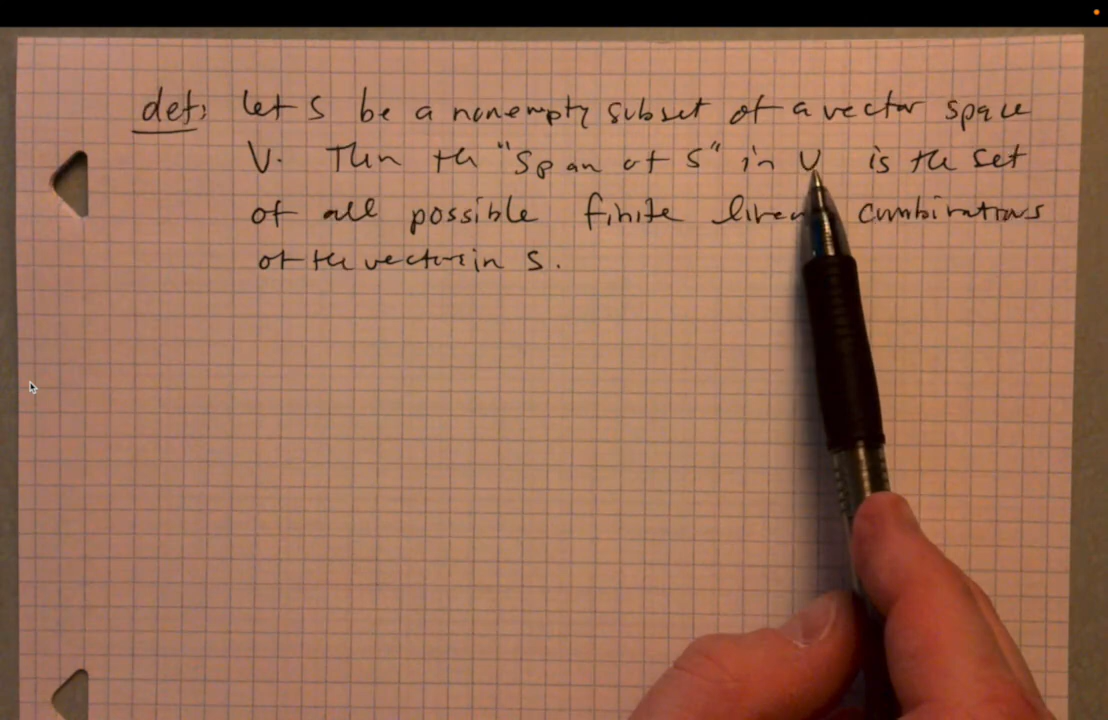 def: let S be a nonempty subset of a vector space
V. Then the "Span of S" in V is the set
of all possible finite linear combinations
of the vectors in S.